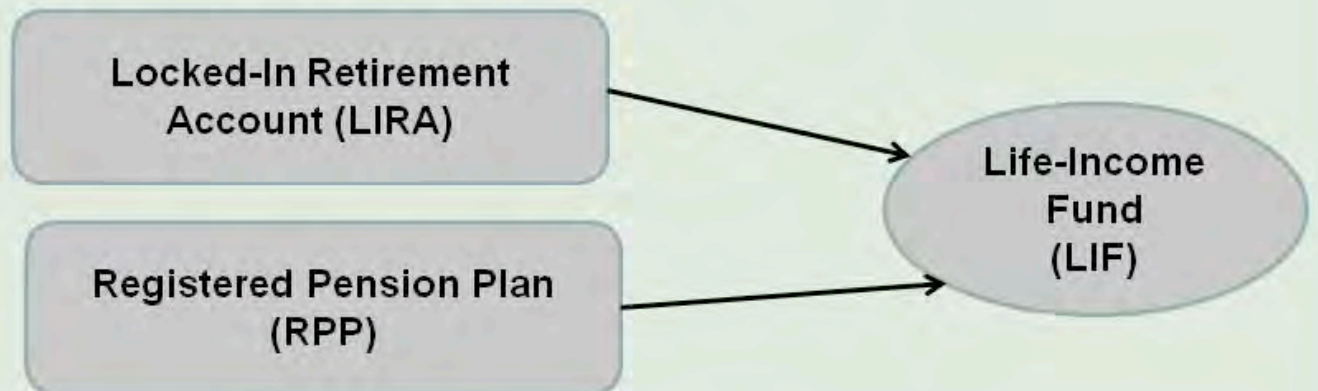 Locked-In Retirement
Account (LIRA)
Registered Pension Plan
(RPP)
Life-Income
Fund
(LIF)